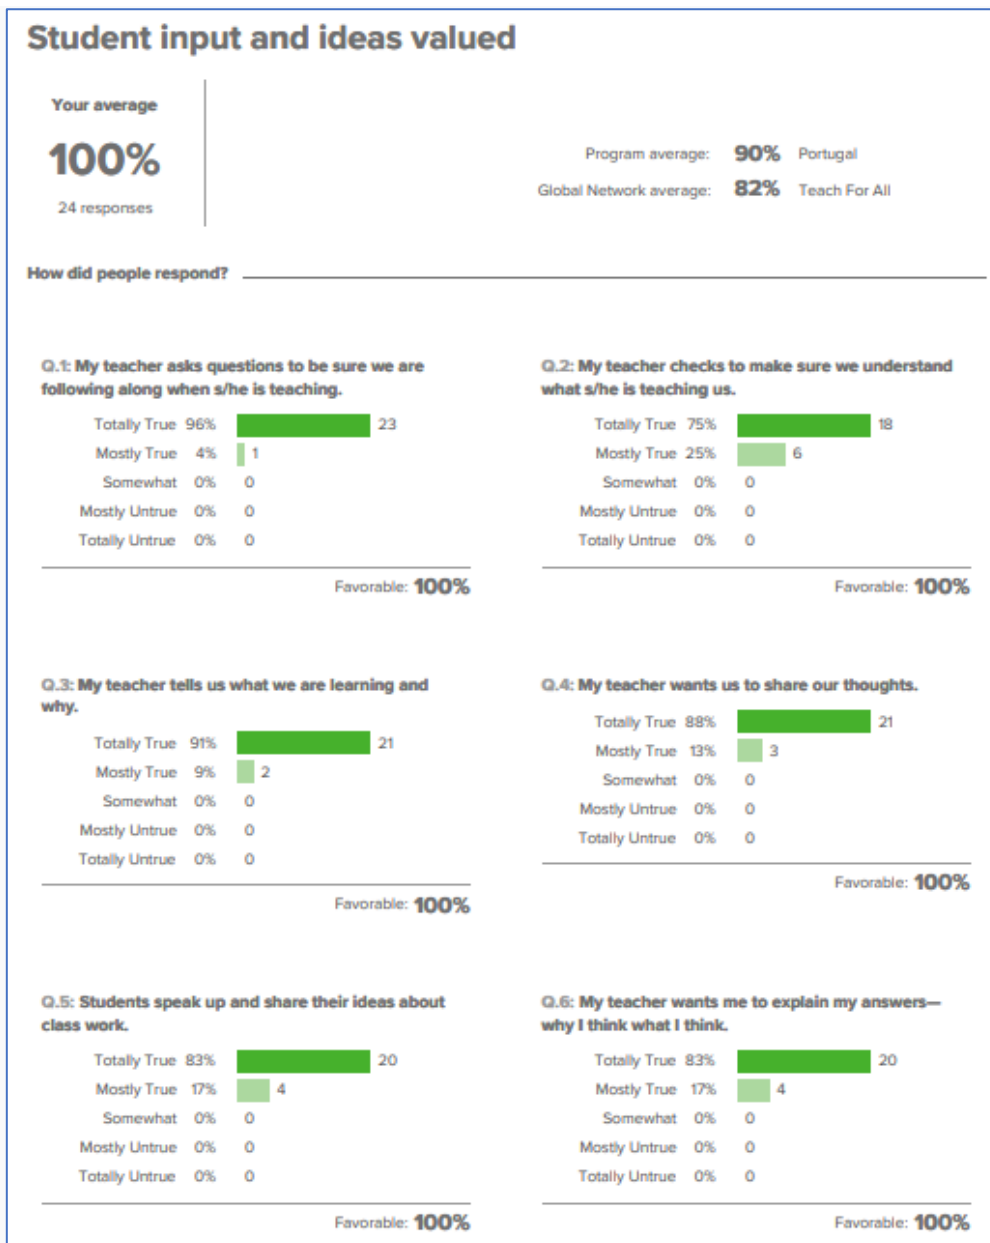 Student input and ideas valued
Your average
100%
24 responses
Program average: 90% Portugal
Global Network average: 82% Teach For All
How did people respond?
Q.1: My teacher asks questions to be sure we are
following along when s/he is teaching.
Totally True 96% 23
Mostly True 4% 1
Somewhat 0% 0
Mostly Untrue 0% 0
Totally Untrue 0% 0
Favorable: 100%
Q.2: My teacher checks to make sure we understand
what s/he is teaching us.
Totally True 75% 18
Mostly True 25% 6
Somewhat 0% 0
Mostly Untrue 0% 0
Totally Untrue 0% 0
Favorable: 100%
Q.3: My teacher tells us what we are learning and
why.
Totally True 91% 21
Mostly True 9% 2
Somewhat 0% 0
Mostly Untrue 0% 0
Totally Untrue 0% 0
Favorable: 100%
Q.4: My teacher wants us to share our thoughts.
Totally True 88% 21
Mostly True 13% 3
Somewhat 0% 0
Mostly Untrue 0% 0
Totally Untrue 0% 0
Favorable: 100%
Q.5: Students speak up and share their ideas about
class work.
Totally True 83% 20
Mostly True 17% 4
Somewhat 0% 0
Mostly Untrue 0% 0
Totally Untrue 0% 0
Favorable: 100%
Q.6: My teacher wants me to explain my answers—
why I think what I think.
Totally True 83% 20
Mostly True 17% 4
Somewhat 0% 0
Mostly Untrue 0% 0
Totally Untrue 0% 0
Favorable: 100%